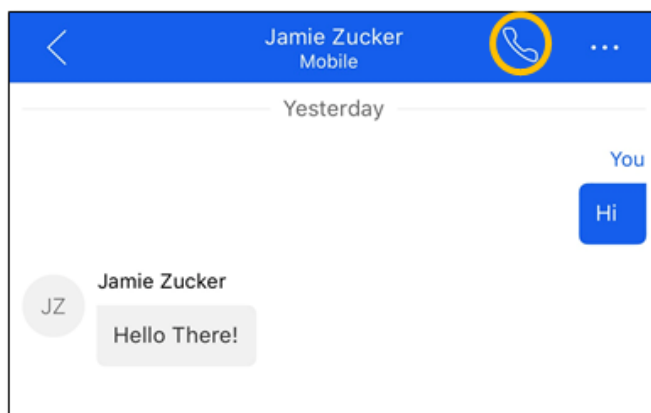 Jamie Zucker
Mobile
...
Yesterday
You
Hi
Jamie Zucker
JZ
Hello There!